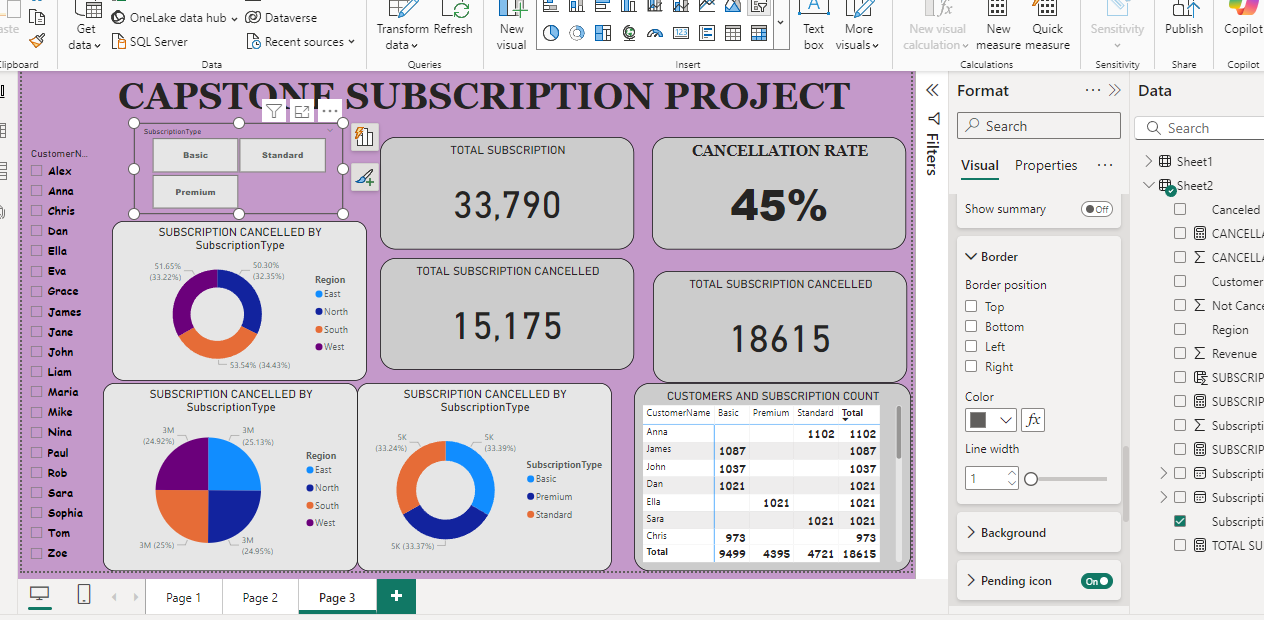 aste
Get
data
OneLake data hub
SQL Server
Dataverse
Recent sources
Transform
data
Refresh
New
visual
Text
box
More
visuals
New visual
calculation
New
measure
Quick
measure
Sensitivity
Publish
Copilot
lipboard
Data
Queries
Insert
Calculations
Sensitivity
Share
Copilot
CAPSTONE SUBSCRIPTION PROJECT
CustomerN...
Alex
Anna
Chris
Dan
Ella
Eva
Grace
James
Jane
John
Liam
Maria
Mike
Nina
Paul
Rob
Sara
Sophia
Tom
Zoe
SubscriptionType
Basic
Standard
Premium
TOTAL SUBSCRIPTION
33,790
CANCELLATION RATE
45%
SUBSCRIPTION CANCELLED BY
SubscriptionType
51.65%
(33.22%)
50.30%
(32.35%)
53.54% (34.43%)
Region
East
North
South
West
TOTAL SUBSCRIPTION CANCELLED
15,175
TOTAL SUBSCRIPTION CANCELLED
18615
SUBSCRIPTION CANCELLED BY
SubscriptionType
3M
(24.92%)
3M
(25.13%)
3M (25%)
3M
(24.95%)
Region
East
North
South
West
SUBSCRIPTION CANCELLED BY
SubscriptionType
5K
(33.24%)
5K
(33.39%)
5K (33.37%)
SubscriptionType
Basic
Premium
Standard
CUSTOMERS AND SUBSCRIPTION COUNT
CustomerName Basic Premium Standard Total
Anna 1102 1102
James 1087 1087
John 1037 1037
Dan 1021 1021
Ella 1021 1021
Sara 1021 1021
Chris 973 973
Total 9499 4395 4721 18615
Page 1
Page 2
Page 3
Filters
Format
Search
Visual
Properties
Show summary
Off
Border
Border position
Top
Bottom
Left
Right
Color
fx
Line width
1
Background
Pending icon
On
Data
Search
Sheet1
Sheet2
Canceled
CANCELLA
CANCELLA
Customer
Not Cance
Region
Revenue
SUBSCRIP
SUBSCRIP
Subscripti
SUBSCRIP
Subscripti
Subscripti
Subscripti
TOTAL SU